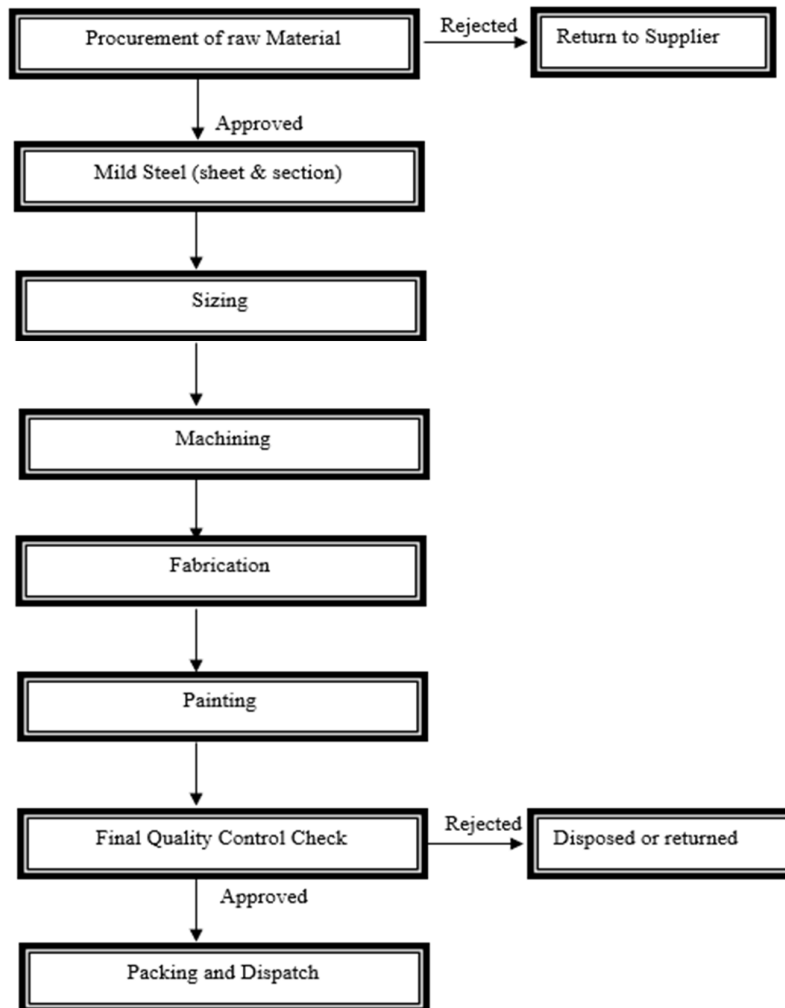 Procurement of raw Material
Rejected
Return to Supplier
Approved
Mild Steel (sheet & section)
Sizing
Machining
Fabrication
Painting
Final Quality Control Check
Rejected
Disposed or returned
Approved
Packing and Dispatch